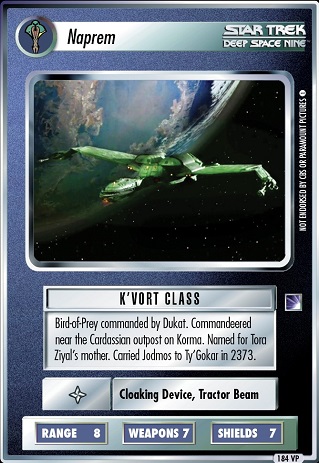 Naprem
STAR TREK
DEEP SPACE NINE
NOT ENDORSED BY CBS OR PARAMOUNT PICTURES
K'VORT CLASS
Bird-of-Prey commanded by Dukat. Commandeered
near the Cardassian outpost on Korma. Named for Tora
Ziyal's mother. Carried Jodmos to Ty'Gokar in 2373.
Cloaking Device, Tractor Beam
RANGE 8
WEAPONS 7
SHIELDS 7
184 VP